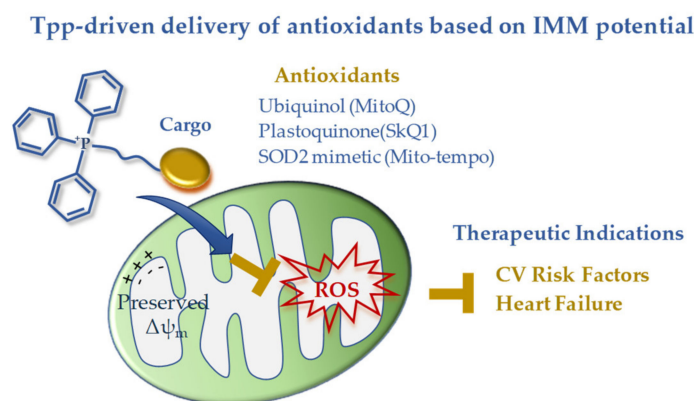 Tpp-driven delivery of antioxidants based on IMM potential
Antioxidants
Ubiquinol (MitoQ)
Plastoquinone(SkQ1)
SOD2 mimetic (Mito-tempo)
+P
Cargo
Therapeutic Indications
CV Risk Factors
Heart Failure
+++
---
Preserved
Δψm
ROS